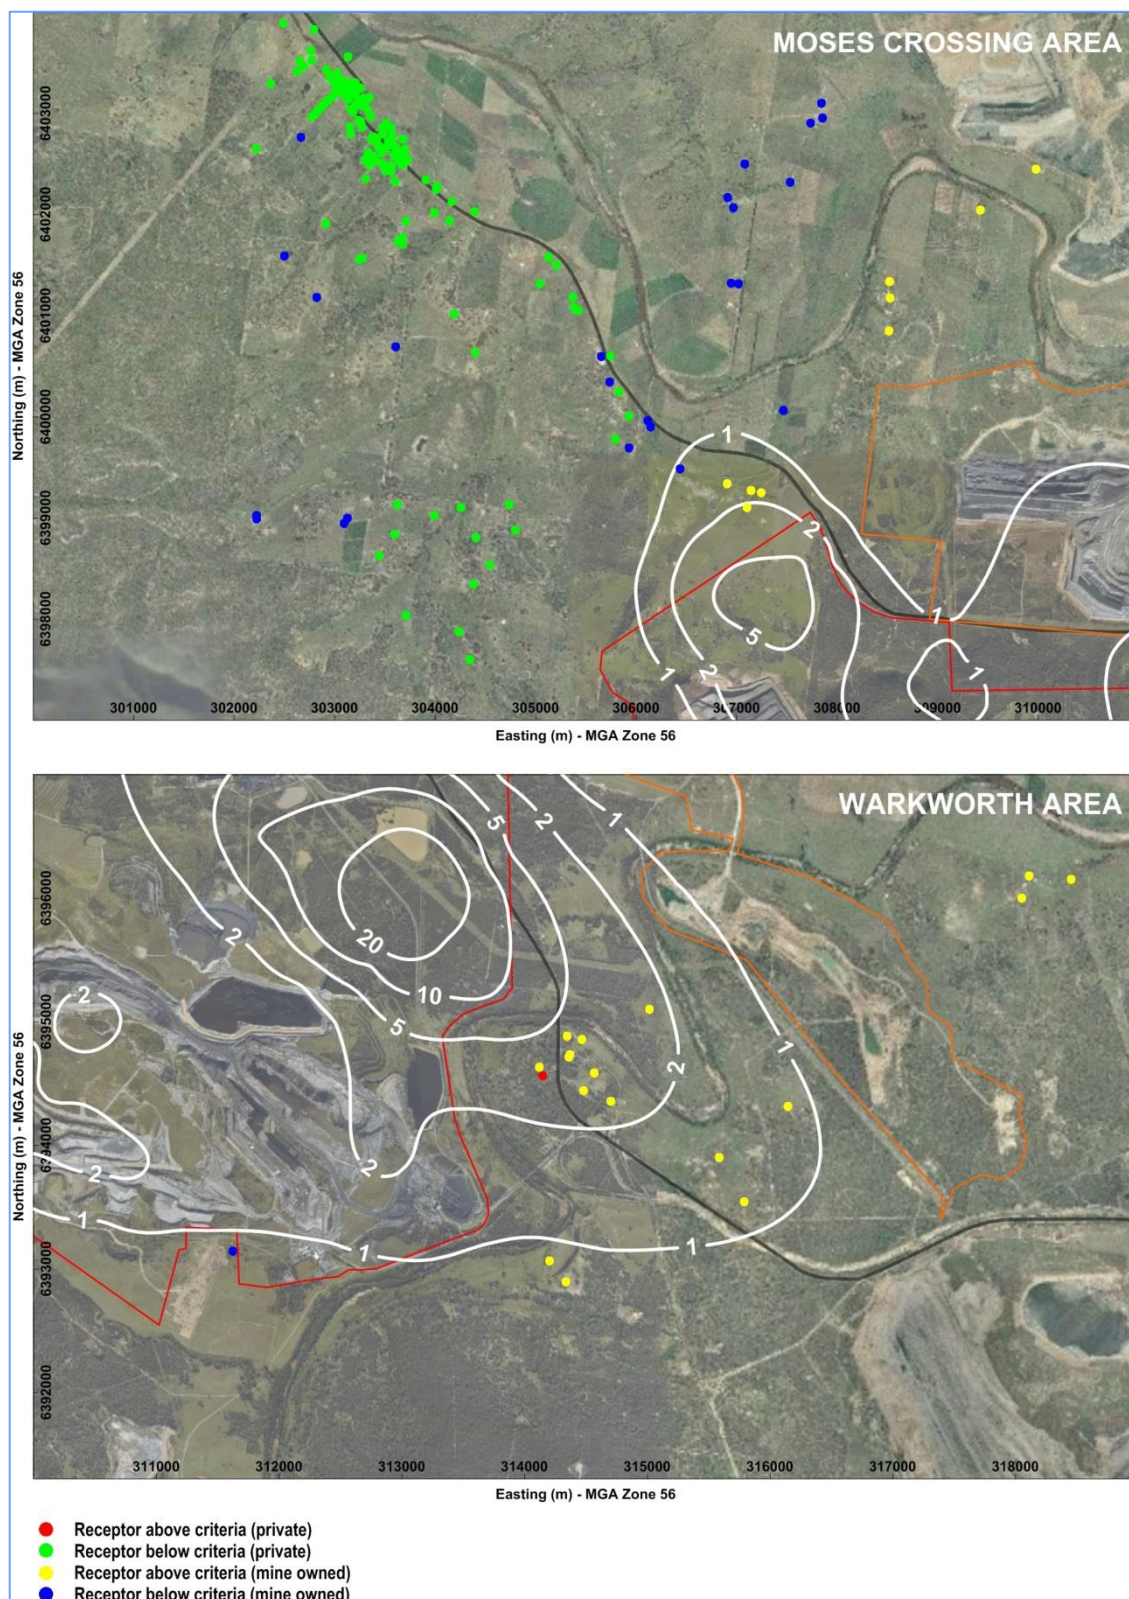 MOSES CROSSING AREA
Northing (m) - MGA Zone 56
6403000
6402000
6401000
6400000
6399000
6398000
1
2
5
1
2
1
1
301000 302000 303000 304000 305000 306000 307000 308000 309000 310000
Easting (m) - MGA Zone 56
WARKWORTH AREA
Northing (m) - MGA Zone 56
6396000
6395000
6394000
6393000
6392000
5
2
1
2
20
10
2
5
1
2
2
2
1
1
1
311000 312000 313000 314000 315000 316000 317000 318000
Easting (m) - MGA Zone 56
Receptor above criteria (private)
Receptor below criteria (private)
Receptor above criteria (mine owned)
Receptor below criteria (mine owned)